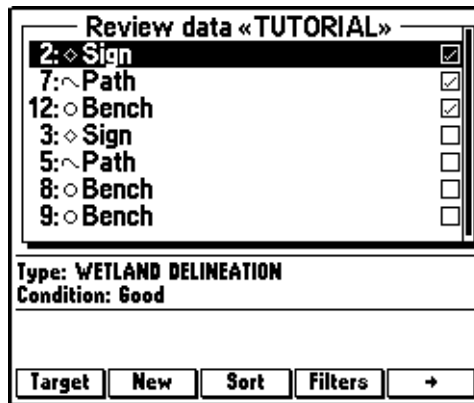 Review data «TUTORIAL»
2: Sign
7: Path
12: Bench
3: Sign
5: Path
8: Bench
9: Bench
Type: WETLAND DELINEATION
Condition: Good
Target New Sort Filters →